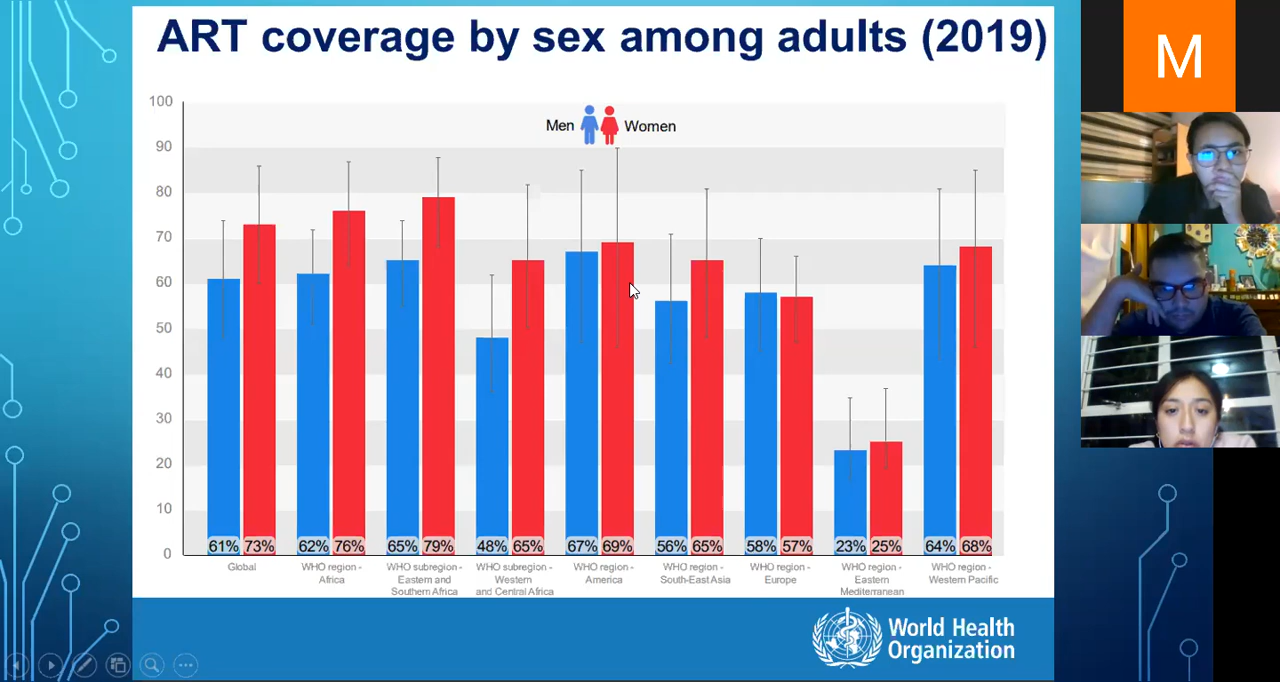 ART coverage by sex among adults (2019)
M
100
Men Women
90
80
70
60
50
40
30
20
10
0
61% 73% 62% 76% 65% 79% 48% 65% 67% 69% 56% 65% 58% 57% 23% 25% 64% 68%
Global
WHO region -
Africa
WHO subregion -
Eastern and
Southern Africa
WHO subregion -
Western
and Central Africa
WHO region -
America
WHO region -
South-East Asia
WHO region -
Europe
WHO region -
Eastern
Mediterranean
WHO region -
Western Pacific
World Health
Organization